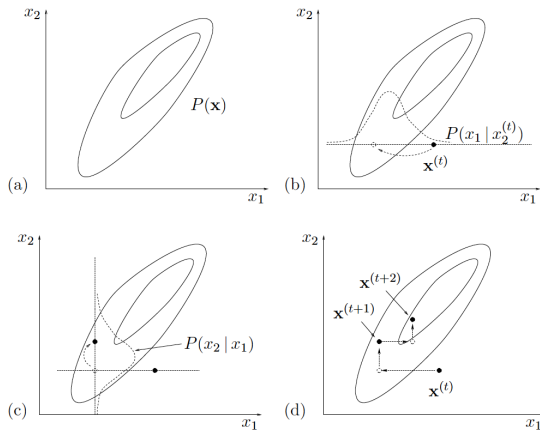 x₂
P(x)
(a)
x₁
x₂
P(x₁ | x₂⁽ᵗ⁾)
x⁽ᵗ⁾
(b)
x₁
x₂
P(x₂ | x₁)
(c)
x₁
x₂
x⁽ᵗ⁺²⁾
x⁽ᵗ⁺¹⁾
x⁽ᵗ⁾
(d)
x₁